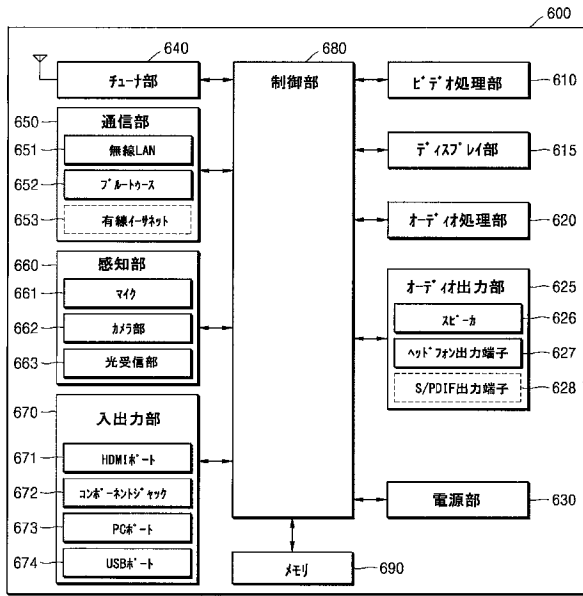 600
640
チューナ部
650
通信部
651
無線LAN
652
ブルートゥース
653
有線イーサネット
660
感知部
661
マイク
662
カメラ部
663
光受信部
670
入出力部
671
HDMIポート
672
コンポーネントジャック
673
PCポート
674
USBポート
680
制御部
メモリ
690
ビデオ処理部
610
ディスプレイ部
615
オーディオ処理部
620
オーディオ出力部
625
スピーカ
626
ヘッドフォン出力端子
627
S/PDIF出力端子
628
電源部
630